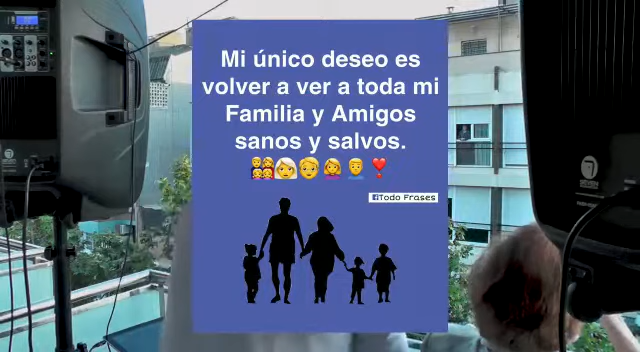 Mi único deseo es
volver a ver a toda mi
Familia y Amigos
sanos y salvos.
Todo Frases